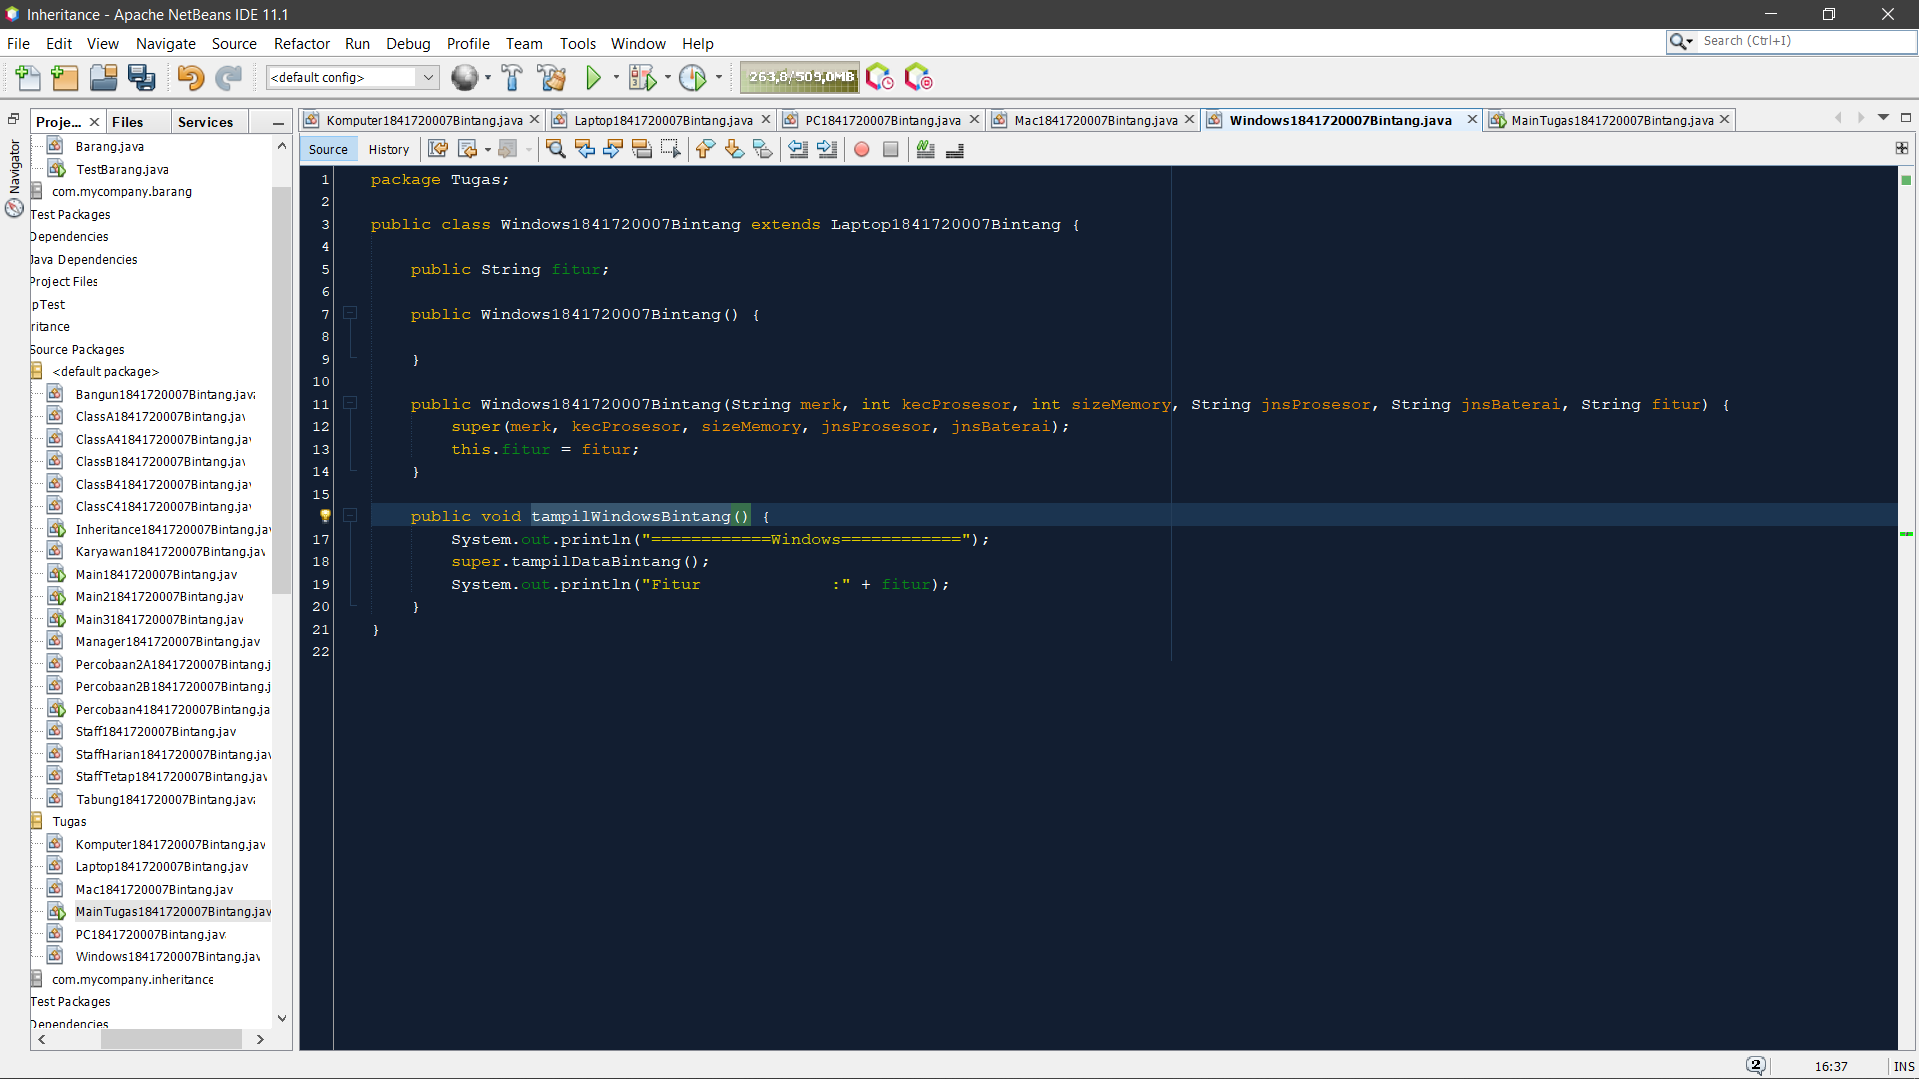 Inheritance - Apache NetBeans IDE 11.1
File Edit View Navigate Source Refactor Run Debug Profile Team Tools Window Help
Search (Ctrl+I)
<default config>
263,8/509,0MB
Proje... Files Services
Komputer1841720007Bintang.java Laptop1841720007Bintang.java PC1841720007Bintang.java Mac1841720007Bintang.java Windows1841720007Bintang.java MainTugas1841720007Bintang.java
Navigator
Source History
Barang.java
TestBarang.java
com.mycompany.barang
Test Packages
Dependencies
Java Dependencies
Project Files
pTest
ritance
Source Packages
<default package>
Bangun1841720007Bintang.java
ClassA1841720007Bintang.jav
ClassA41841720007Bintang.jav
ClassB1841720007Bintang.jav
ClassB41841720007Bintang.jav
ClassC41841720007Bintang.jav
Inheritance1841720007Bintang.jav
Karyawan1841720007Bintang.jav
Main1841720007Bintang.jav
Main21841720007Bintang.jav
Main31841720007Bintang.jav
Manager1841720007Bintang.jav
Percobaan2A1841720007Bintang.j
Percobaan2B1841720007Bintang.j
Percobaan41841720007Bintang.ja
Staff1841720007Bintang.jav
StaffHarian1841720007Bintang.jav
StaffTetap1841720007Bintang.jav
Tabung1841720007Bintang.java
Tugas
Komputer1841720007Bintang.jav
Laptop1841720007Bintang.jav
Mac1841720007Bintang.jav
MainTugas1841720007Bintang.jav
PC1841720007Bintang.jav
Windows1841720007Bintang.jav
com.mycompany.inheritance
Test Packages
Dependencies
1 package Tugas;
2
3 public class Windows1841720007Bintang extends Laptop1841720007Bintang {
4
5 public String fitur;
6
7 public Windows1841720007Bintang() {
8
9 }
10
11 public Windows1841720007Bintang(String merk, int kecProsesor, int sizeMemory, String jnsProsesor, String jnsBaterai, String fitur) {
12 super(merk, kecProsesor, sizeMemory, jnsProsesor, jnsBaterai);
13 this.fitur = fitur;
14 }
15
public void tampilWindowsBintang() {
17 System.out.println("============Windows============");
18 super.tampilDataBintang();
19 System.out.println("Fitur             :" + fitur);
20 }
21 }
22
2 16:37 INS